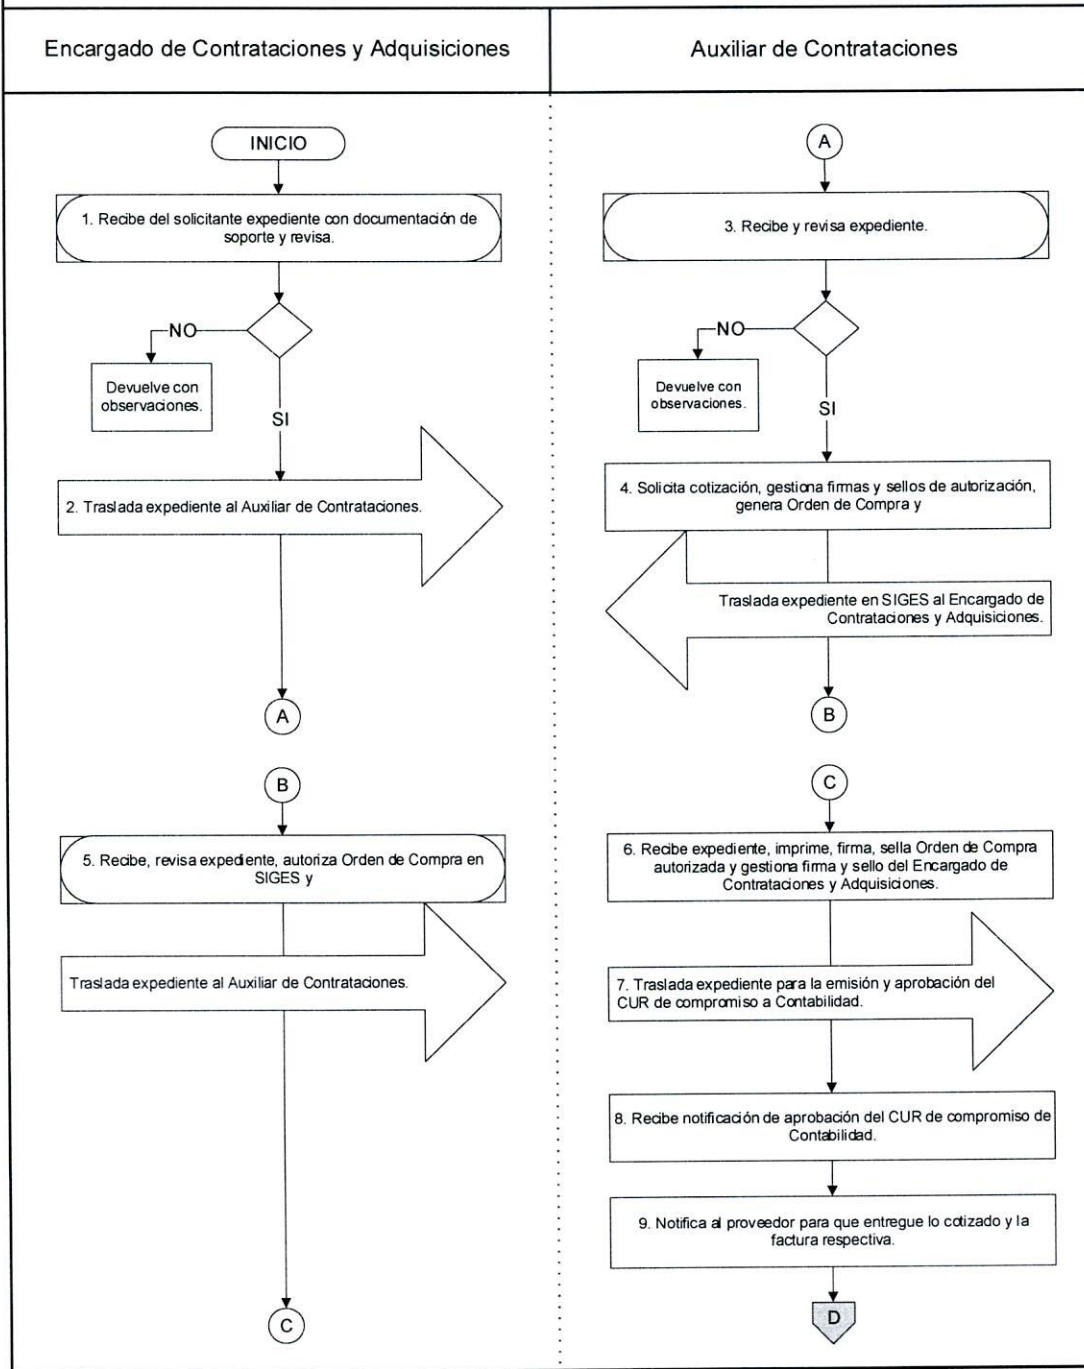 Encargado de Contrataciones y Adquisiciones
Auxiliar de Contrataciones
INICIO
1. Recibe del solicitante expediente con documentación de
soporte y revisa.
NO
Devuelve con
observaciones.
SI
2. Traslada expediente al Auxiliar de Contrataciones.
A
B
5. Recibe, revisa expediente, autoriza Orden de Compra en
SIGES y
Traslada expediente al Auxiliar de Contrataciones.
C
A
3. Recibe y revisa expediente.
NO
Devuelve con
observaciones.
SI
4. Solicita cotización, gestiona firmas y sellos de autorización,
genera Orden de Compra y
Traslada expediente en SIGES al Encargado de
Contrataciones y Adquisiciones.
B
C
6. Recibe expediente, imprime, firma, sella Orden de Compra
autorizada y gestiona firma y sello del Encargado de
Contrataciones y Adquisiciones.
7. Traslada expediente para la emisión y aprobación del
CUR de compromiso a Contabilidad.
8. Recibe notificación de aprobación del CUR de compromiso de
Contabilidad.
9. Notifica al proveedor para que entregue lo cotizado y la
factura respectiva.
D